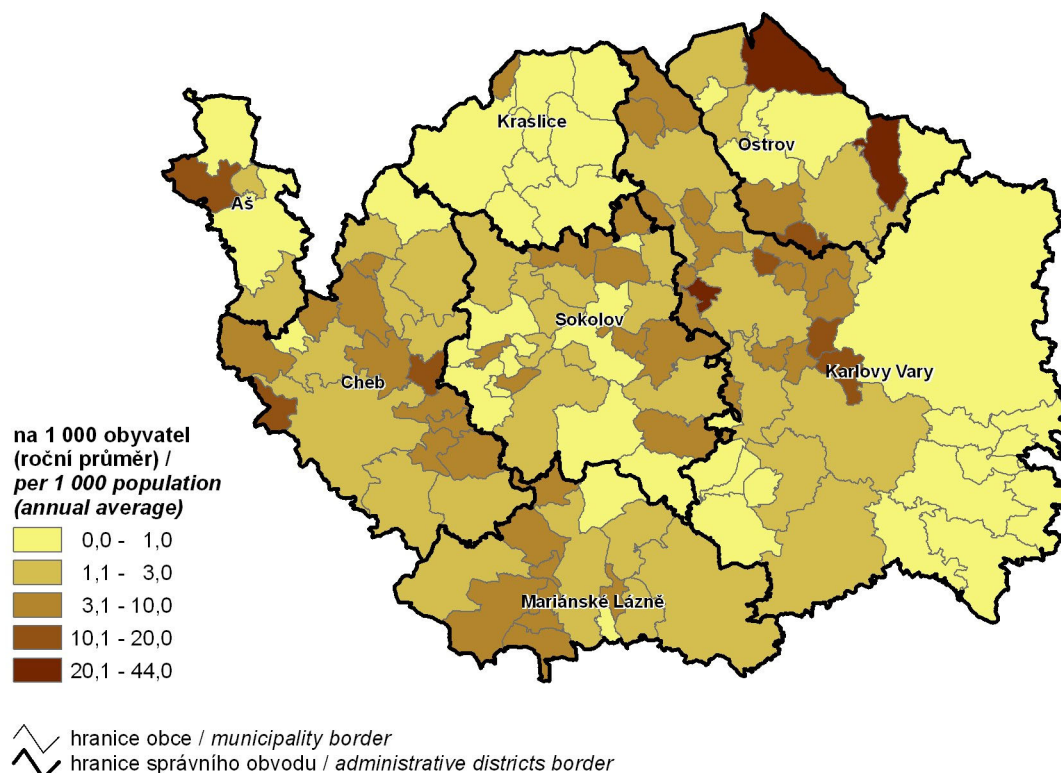 Kraslice
Ostrov
Aš
Sokolov
Cheb
Karlovy Vary
Mariánské Lázně
na 1 000 obyvatel
(roční průměr) /
per 1 000 population
(annual average)
0,0 - 1,0
1,1 - 3,0
3,1 - 10,0
10,1 - 20,0
20,1 - 44,0
hranice obce / municipality border
hranice správního obvodu / administrative districts border